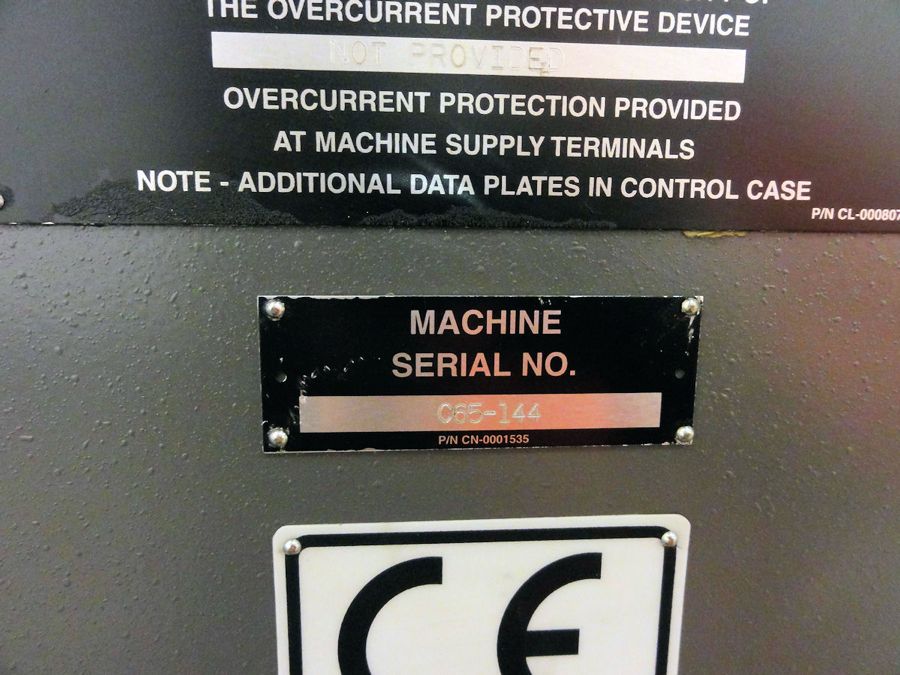 THE OVERCURRENT PROTECTIVE DEVICE
NOT PROVIDED
OVERCURRENT PROTECTION PROVIDED
AT MACHINE SUPPLY TERMINALS
NOTE - ADDITIONAL DATA PLATES IN CONTROL CASE
P/N CL-000807
MACHINE
SERIAL NO.
C65-144
P/N CN-0001535
CE